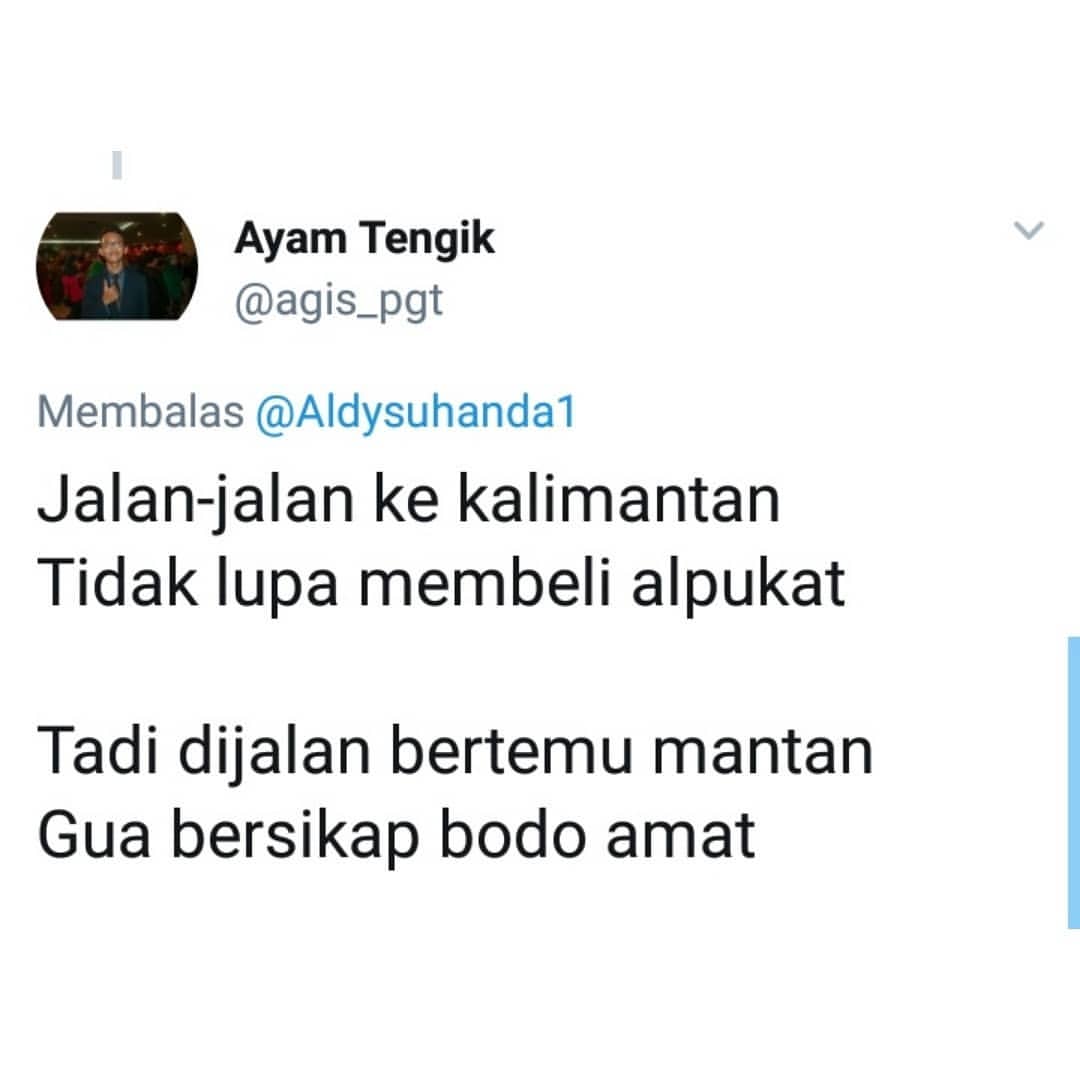 Ayam Tengik
@agis_pgt
Membalas @Aldysuhanda1
Jalan-jalan ke kalimantan
Tidak lupa membeli alpukat
Tadi dijalan bertemu mantan
Gua bersikap bodo amat